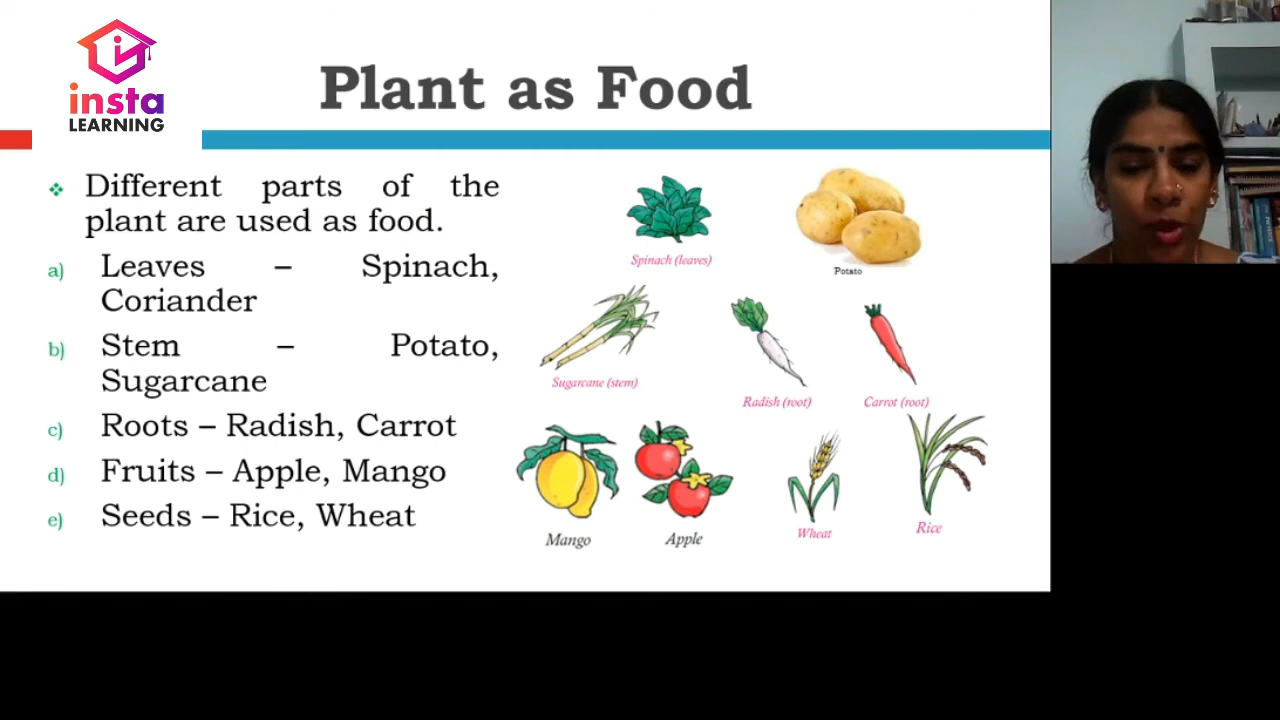 insta
LEARNING
Plant as Food
Different parts of the
plant are used as food.
a) Leaves – Spinach,
Coriander
b) Stem – Potato,
Sugarcane
c) Roots – Radish, Carrot
d) Fruits – Apple, Mango
e) Seeds – Rice, Wheat
Spinach (leaves)
Potato
Sugarcane (stem)
Radish (root)
Carrot (root)
Mango
Apple
Wheat
Rice